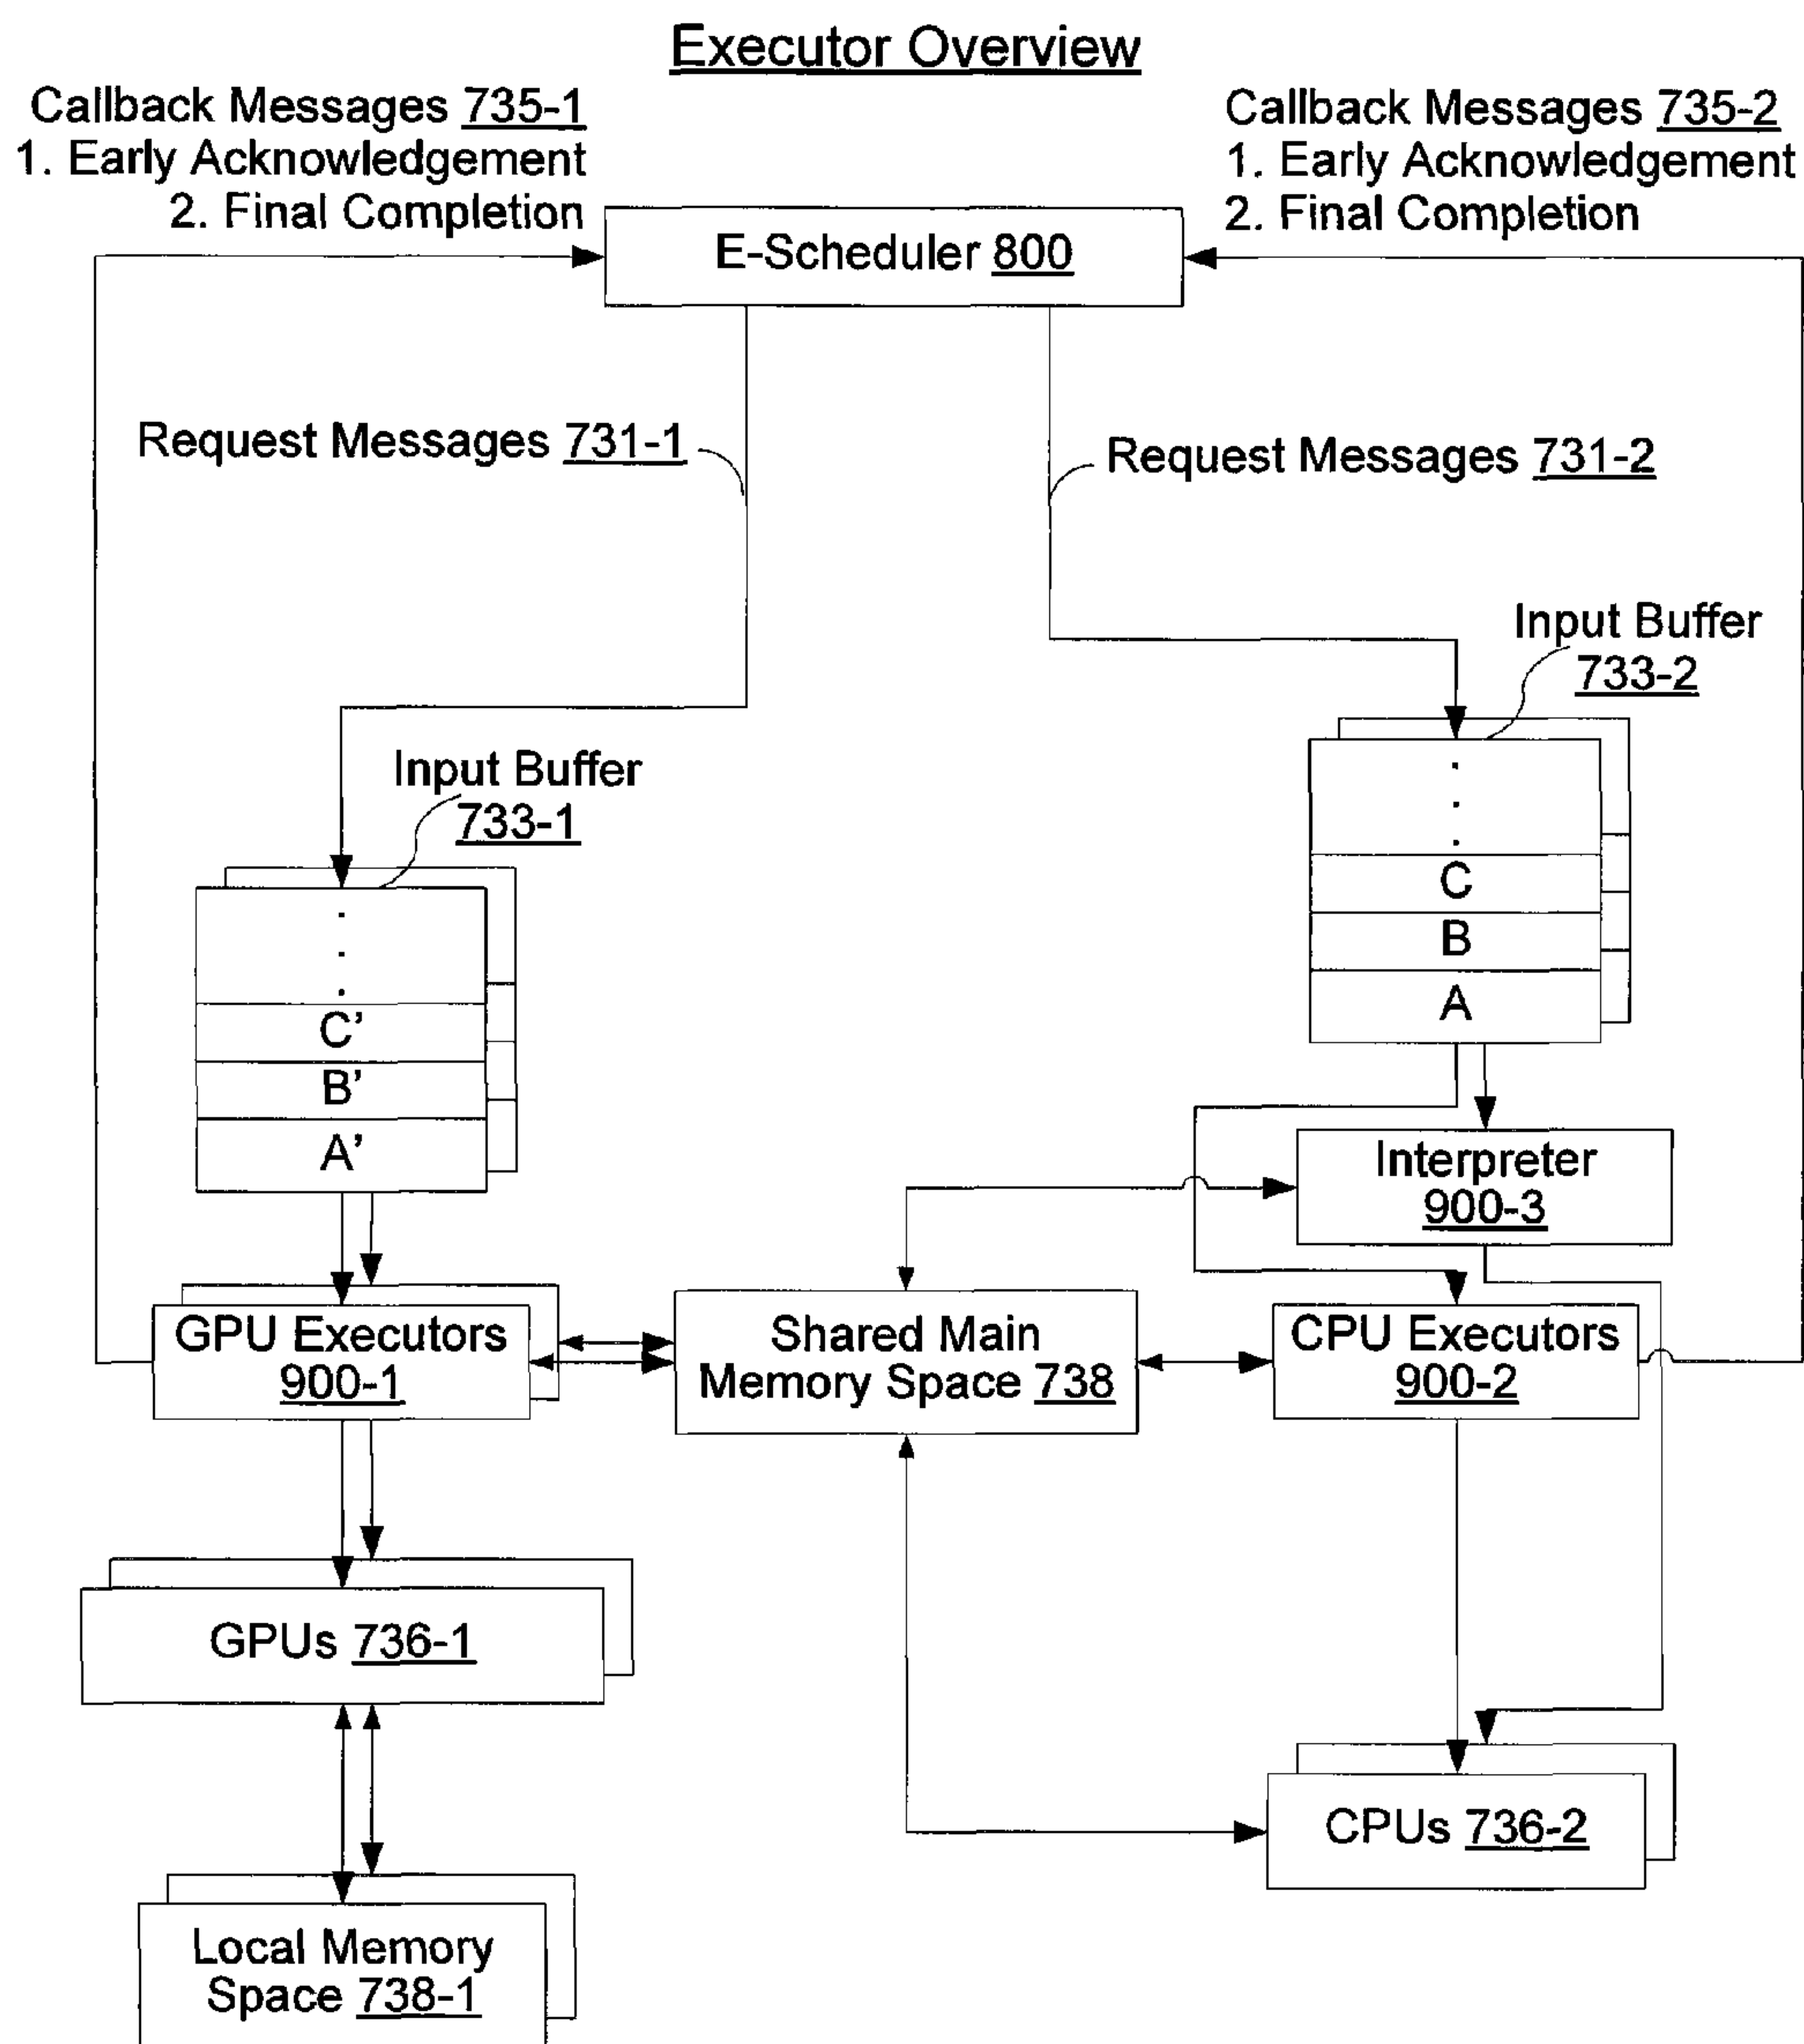 Executor Overview
Callback Messages 735-1
1. Early Acknowledgement
2. Final Completion
Callback Messages 735-2
1. Early Acknowledgement
2. Final Completion
E-Scheduler 800
Request Messages 731-1
Request Messages 731-2
Input Buffer
733-2
Input Buffer
733-1
.
.
.
C
B
A
.
.
.
C’
B’
A’
Interpreter
900-3
GPU Executors
900-1
Shared Main
Memory Space 738
CPU Executors
900-2
GPUs 736-1
CPUs 736-2
Local Memory
Space 738-1